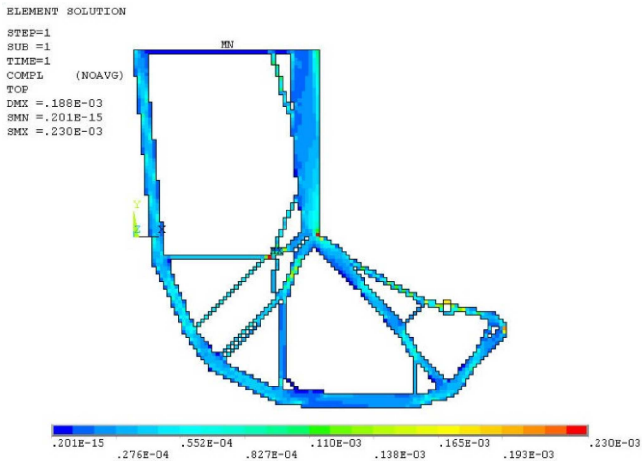 ELEMENT SOLUTION
STEP=1
SUB =1
TIME=1
COMPL (NOAVG)
TOP
DMX =.188E-03
SMN =.201E-15
SMX =.230E-03
MN
Y
Z X
.201E-15 .552E-04 .110E-03 .165E-03 .230E-03
.276E-04 .827E-04 .138E-03 .193E-03